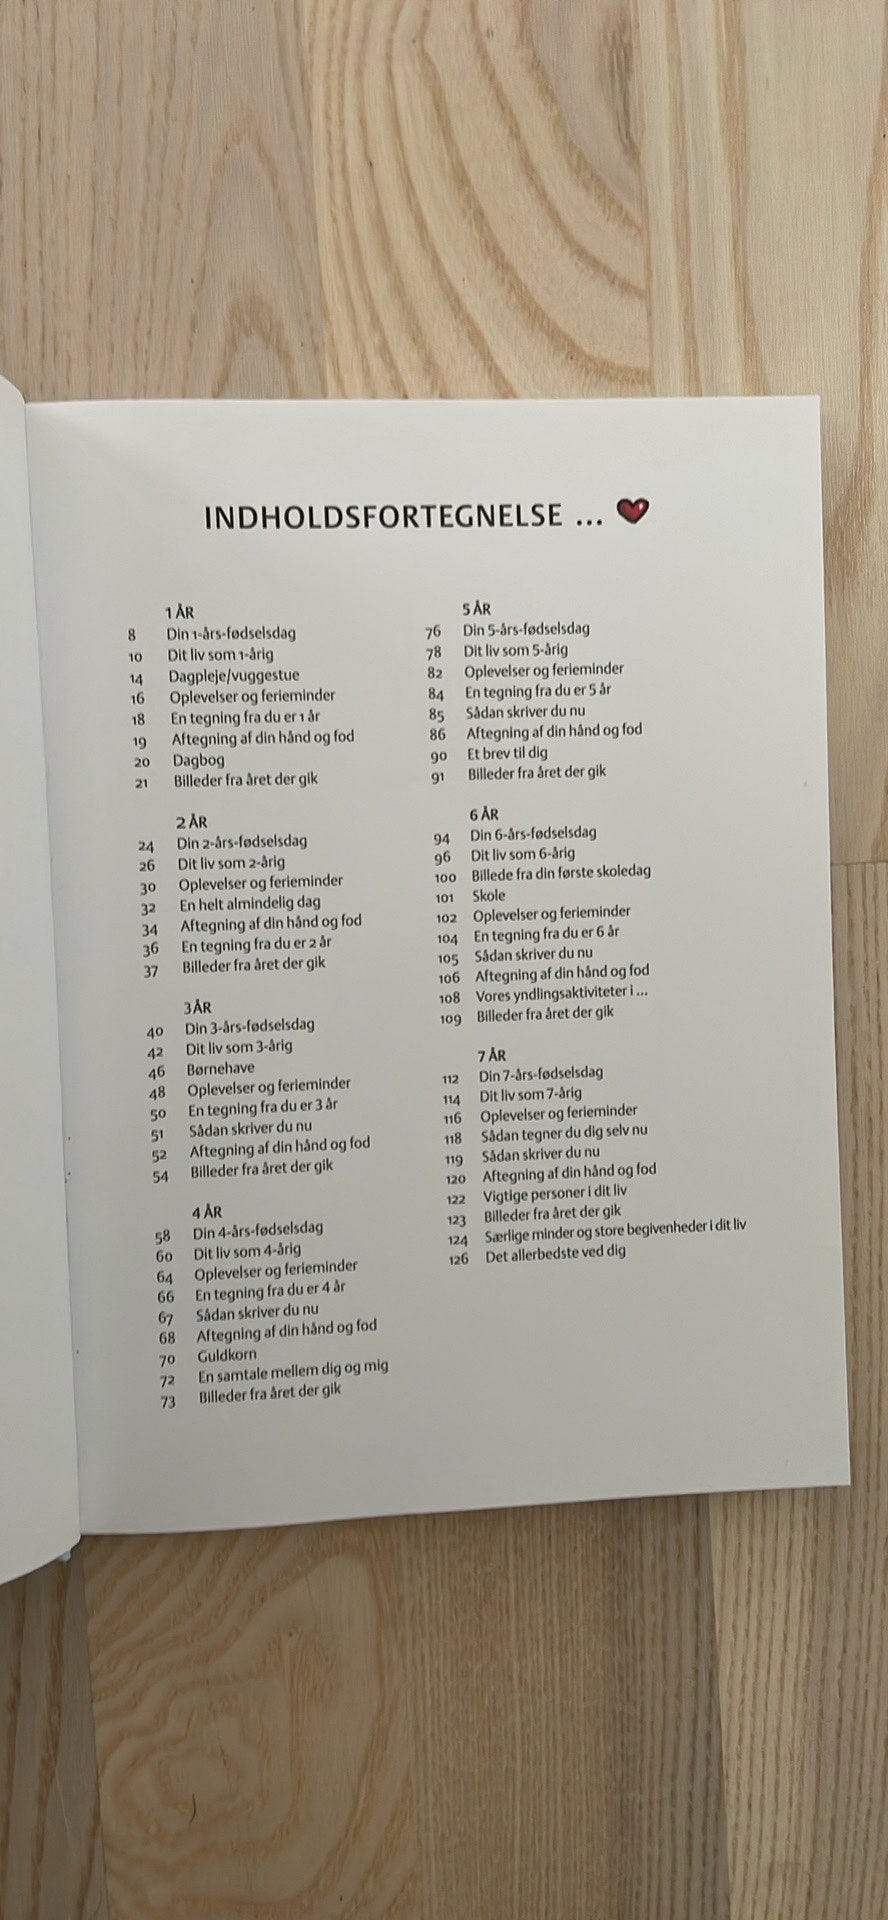 INDHOLDSFORTEGNELSE ...
1 ÅR
8 Din 1-års-fødselsdag
10 Dit liv som 1-årig
14 Dagpleje/vuggestue
16 Oplevelser og ferieminder
18 En tegning fra du er 1 år
19 Aftegning af din hånd og fod
20 Dagbog
21 Billeder fra året der gik
2 ÅR
24 Din 2-års-fødselsdag
26 Dit liv som 2-årig
30 Oplevelser og ferieminder
32 En helt almindelig dag
34 Aftegning af din hånd og fod
36 En tegning fra du er 2 år
37 Billeder fra året der gik
3 ÅR
40 Din 3-års-fødselsdag
42 Dit liv som 3-årig
46 Børnehave
48 Oplevelser og ferieminder
50 En tegning fra du er 3 år
51 Sådan skriver du nu
52 Aftegning af din hånd og fod
54 Billeder fra året der gik
4 ÅR
58 Din 4-års-fødselsdag
60 Dit liv som 4-årig
64 Oplevelser og ferieminder
66 En tegning fra du er 4 år
67 Sådan skriver du nu
68 Aftegning af din hånd og fod
70 Guldkorn
72 En samtale mellem dig og mig
73 Billeder fra året der gik
5 ÅR
76 Din 5-års-fødselsdag
78 Dit liv som 5-årig
82 Oplevelser og ferieminder
84 En tegning fra du er 5 år
85 Sådan skriver du nu
86 Aftegning af din hånd og fod
90 Et brev til dig
91 Billeder fra året der gik
6 ÅR
94 Din 6-års-fødselsdag
96 Dit liv som 6-årig
100 Billede fra din første skoledag
101 Skole
102 Oplevelser og ferieminder
104 En tegning fra du er 6 år
105 Sådan skriver du nu
106 Aftegning af din hånd og fod
108 Vores yndlingsaktiviteter i ...
109 Billeder fra året der gik
7 ÅR
112 Din 7-års-fødselsdag
114 Dit liv som 7-årig
116 Oplevelser og ferieminder
118 Sådan tegner du dig selv nu
119 Sådan skriver du nu
120 Aftegning af din hånd og fod
122 Vigtige personer i dit liv
123 Billeder fra året der gik
124 Særlige minder og store begivenheder i dit liv
126 Det allerbedste ved dig